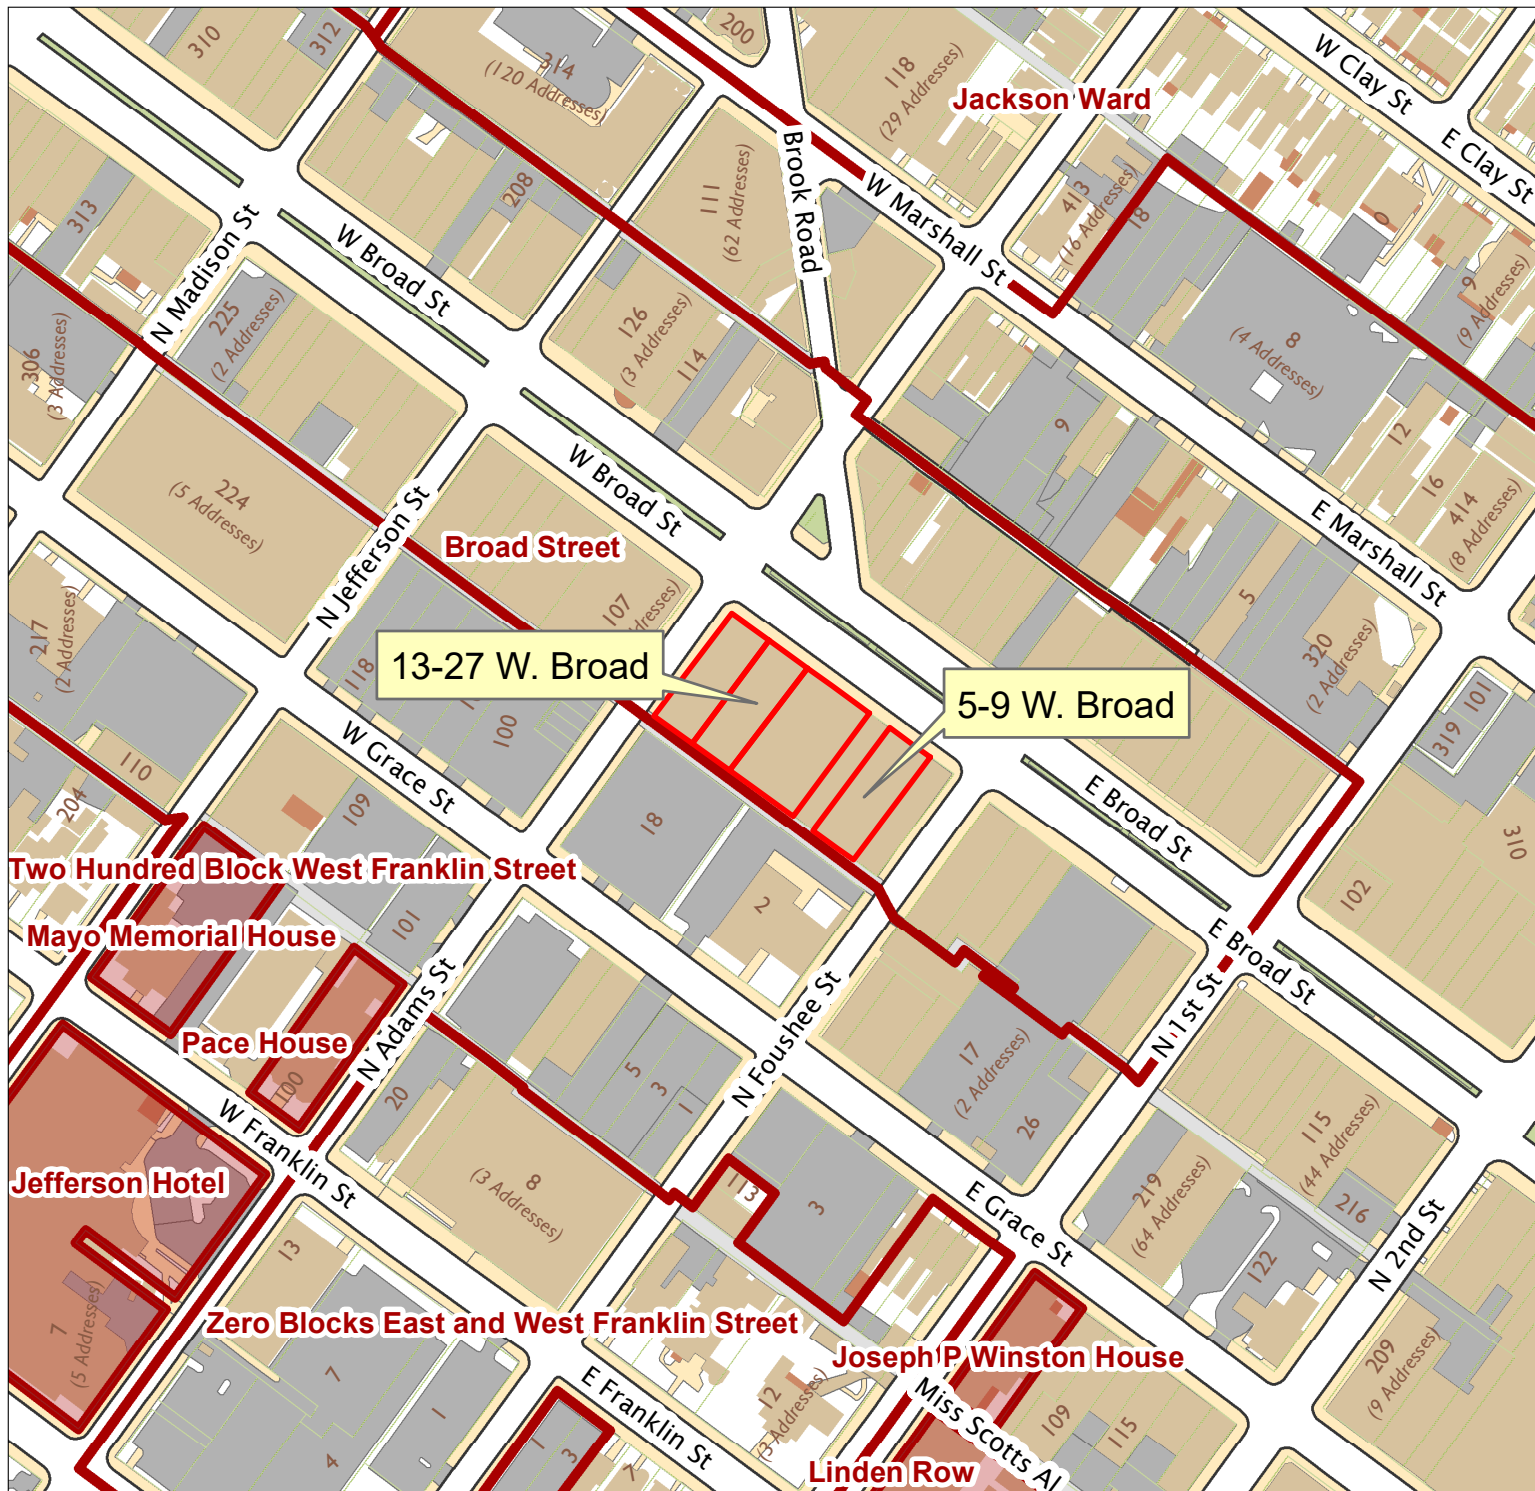 310
312
314
(120 Addresses)
200
118
(29 Addresses)
Jackson Ward
W Clay St
E Clay St
313
N Madison St
208
W Broad St
111
(62 Addresses)
Brook Road
W Marshall St
413
(16 Addresses)
18
0
9
(9 Addresses)
306
(3 Addresses)
225
(2 Addresses)
126
(3 Addresses)
114
8
(4 Addresses)
9
12
16
414
(8 Addresses)
224
(5 Addresses)
N Jefferson St
W Broad St
Broad Street
E Marshall St
107
5
320
(2 Addresses)
217
(2 Addresses)
118
100
13-27 W. Broad
5-9 W. Broad
101
319
110
204
W Grace St
109
18
E Broad St
310
102
Two Hundred Block West Franklin Street
Mayo Memorial House
101
2
E Broad St
N Adams St
Pace House
100
N Foushee St
N 1st St
17
(2 Addresses)
26
20
5
3
1
115
(44 Addresses)
W Franklin St
Jefferson Hotel
8
(3 Addresses)
113
3
E Grace St
219
(64 Addresses)
216
122
N 2nd St
13
7
(5 Addresses)
Zero Blocks East and West Franklin Street
7
Joseph P Winston House
12
(3 Addresses)
209
(9 Addresses)
Miss Scotts Al
109
115
E Franklin St
1
4
1
3
7
Linden Row